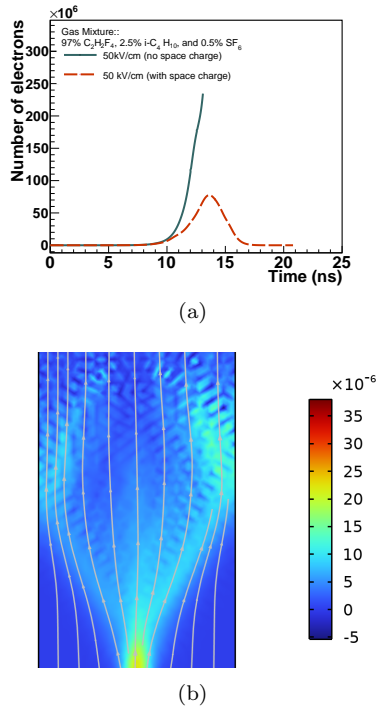 ×10⁶
Number of electrons
350
300
250
200
150
100
50
0
Gas Mixture::
97% C₂H₂F₄, 2.5% i-C₄ H₁₀, and 0.5% SF₆
50kV/cm (no space charge)
50 kV/cm (with space charge)
0 5 10 15 20 25
Time (ns)
(a)
×10⁻⁶
35
30
25
20
15
10
5
0
-5
(b)